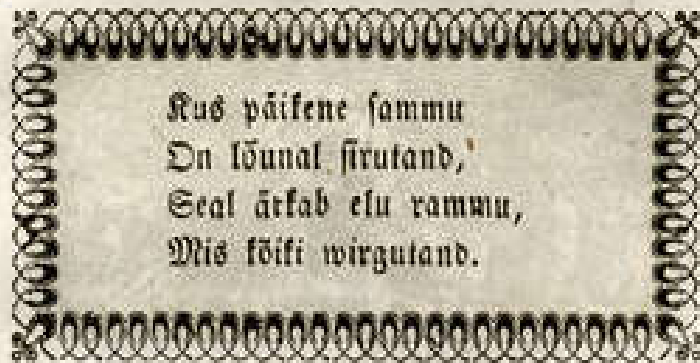 Kus päikene sammu
On lõunal sirutand,
Seal ärkab elu rammu,
Mis kõiki wirgutand.